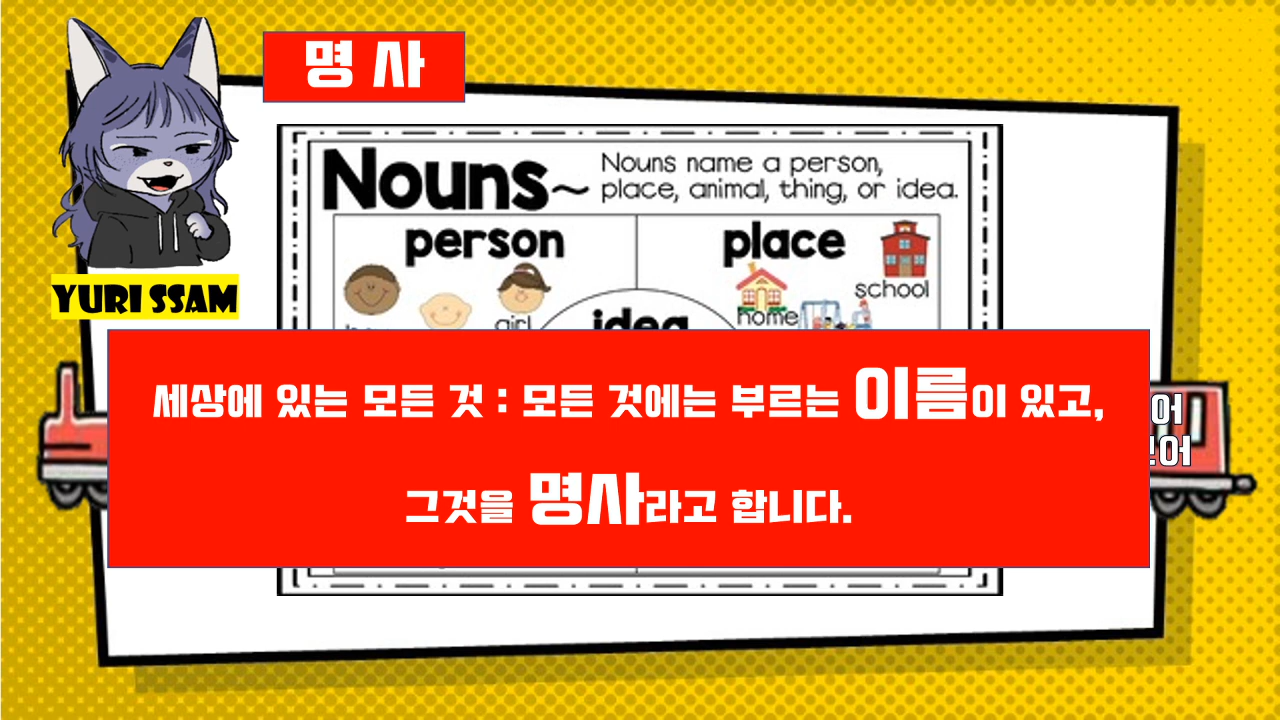 명 사
Nouns~
Nouns name a person,
place, animal, thing, or idea.
person
place
school
girl
idea
home
YURI SSAM
세상에 있는 모든 것 : 모든 것에는 부르는 이름이 있고,
그것을 명사라고 합니다.
어